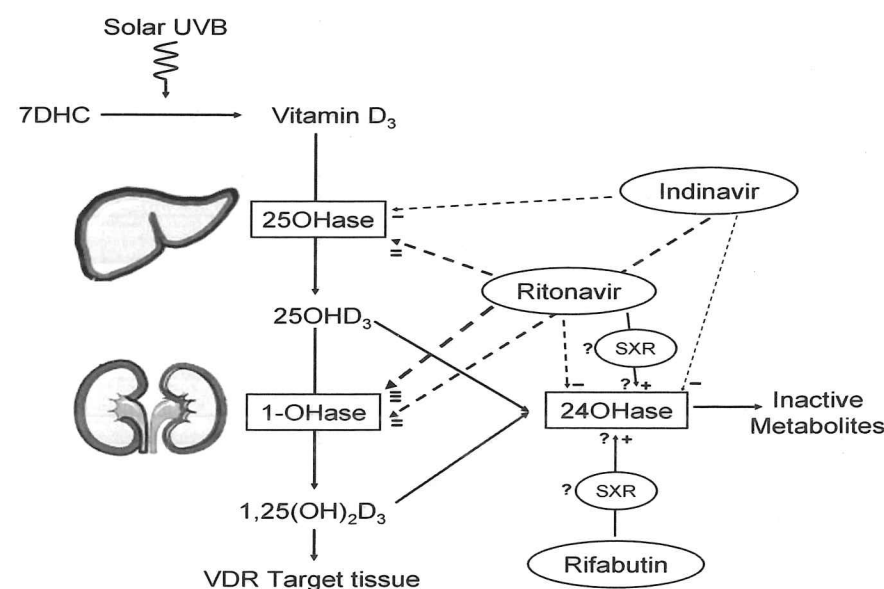 Solar UVB
7DHC
Vitamin D₃
Indinavir
25OHase
–
=
Ritonavir
25OHD₃
? SXR
– ? +
–
≡
1-OHase
=
24OHase
Inactive
Metabolites
? +
? SXR
1,25(OH)₂D₃
Rifabutin
VDR Target tissue